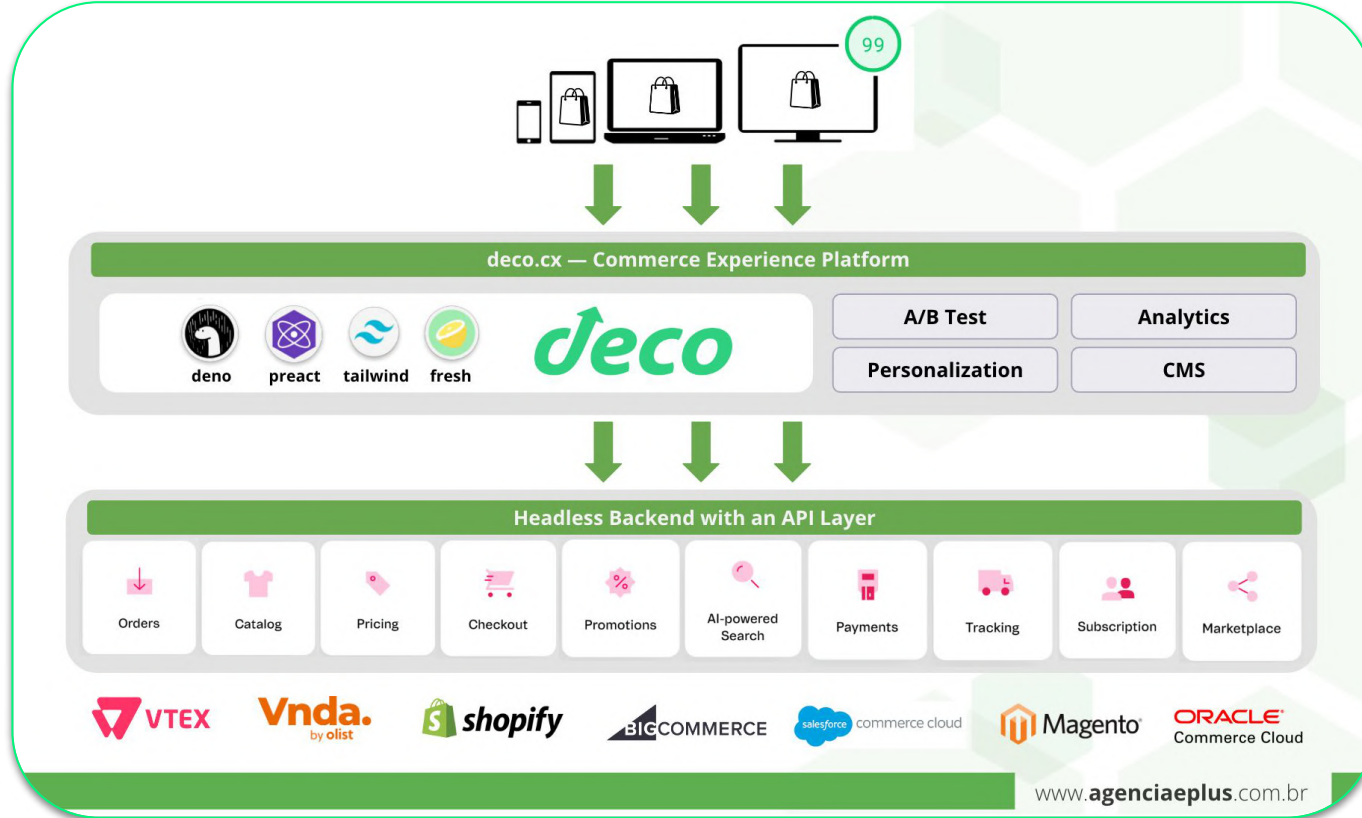 99
deco.cx — Commerce Experience Platform
deno preact tailwind fresh
deco
A/B Test
Analytics
Personalization
CMS
Headless Backend with an API Layer
Orders
Catalog
Pricing
Checkout
Promotions
AI-powered
Search
Payments
Tracking
Subscription
Marketplace
VTEX
Vnda.
by olist
shopify
BIGCOMMERCE
salesforce commerce cloud
Magento®
ORACLE®
Commerce Cloud
www.agenciaeplus.com.br